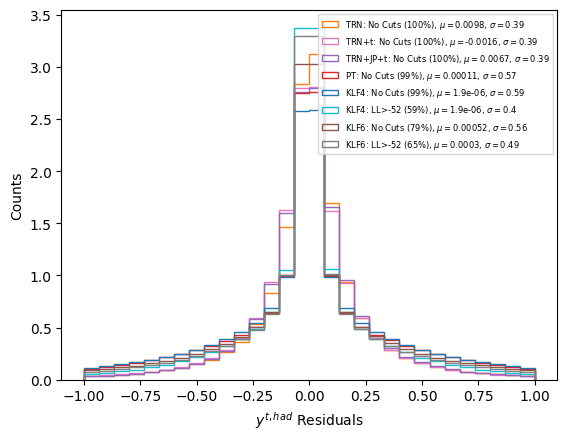 3.5
3.0
2.5
2.0
1.5
1.0
0.5
0.0
Counts
TRN: No Cuts (100%), μ = 0.0098, σ = 0.39
TRN+t: No Cuts (100%), μ = -0.0016, σ = 0.39
TRN+JP+t: No Cuts (100%), μ = 0.0067, σ = 0.39
PT: No Cuts (99%), μ = 0.00011, σ = 0.57
KLF4: No Cuts (99%), μ = 1.9e-06, σ = 0.59
KLF4: LL>-52 (59%), μ = 1.9e-06, σ = 0.4
KLF6: No Cuts (79%), μ = 0.00052, σ = 0.56
KLF6: LL>-52 (65%), μ = 0.0003, σ = 0.49
−1.00 −0.75 −0.50 −0.25 0.00 0.25 0.50 0.75 1.00
y^{t, had} Residuals